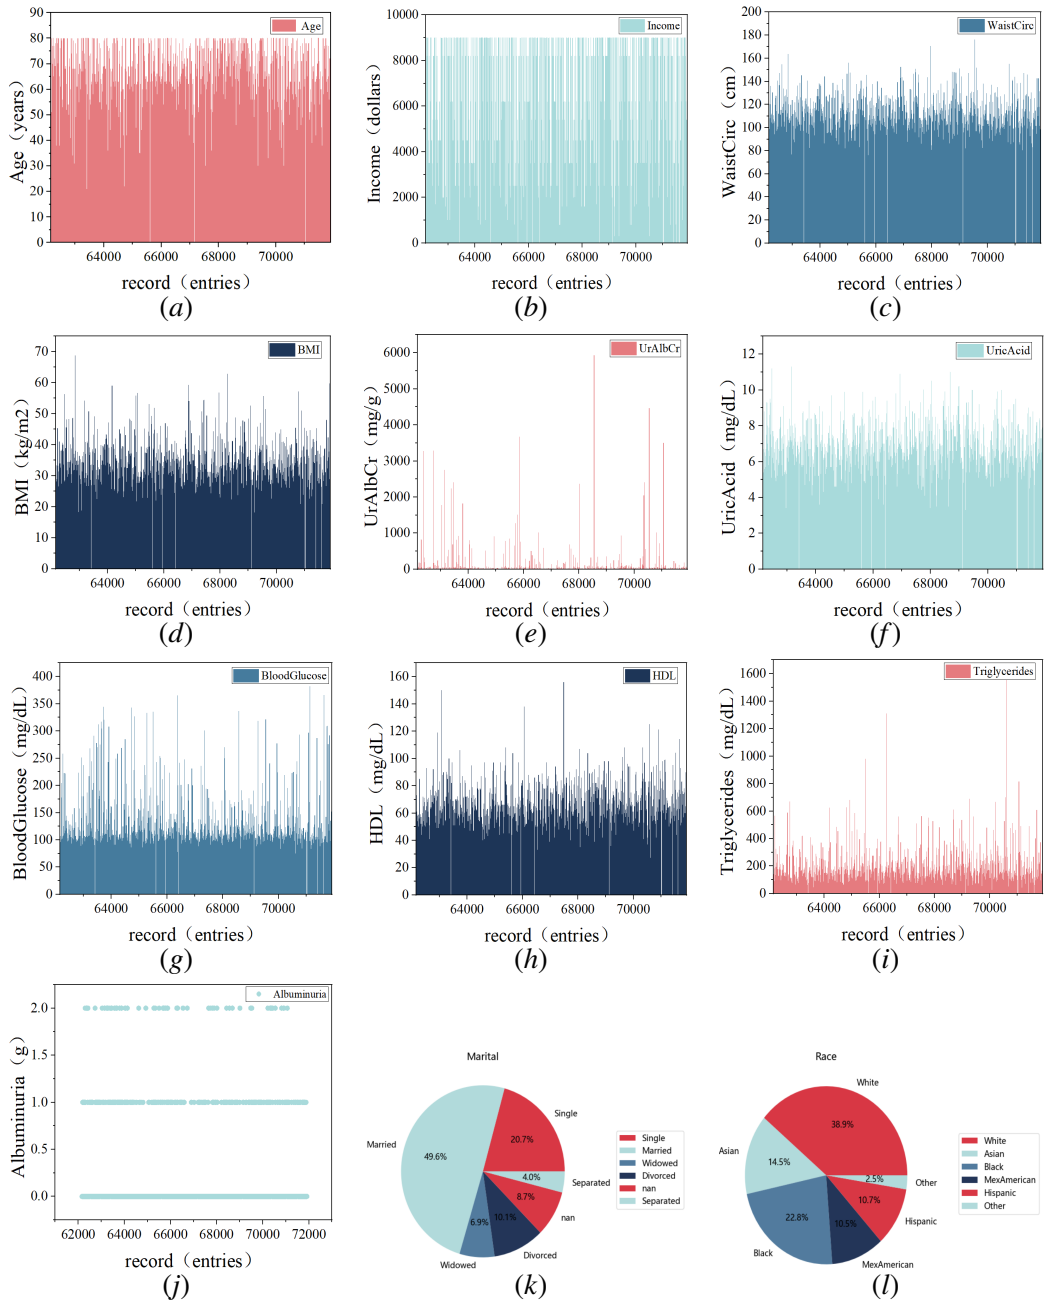 Age
Age（years）
90
80
70
60
50
40
30
20
10
0
64000 66000 68000 70000
record（entries）
(a)
Income
Income（dollars）
10000
8000
6000
4000
2000
0
64000 66000 68000 70000
record（entries）
(b)
WaistCirc
WaistCirc（cm）
200
180
160
140
120
100
80
60
40
20
0
64000 66000 68000 70000
record（entries）
(c)
BMI
BMI（kg/m2）
70
60
50
40
30
20
10
0
64000 66000 68000 70000
record（entries）
(d)
UrAlbCr
UrAlbCr（mg/g）
6000
5000
4000
3000
2000
1000
0
64000 66000 68000 70000
record（entries）
(e)
UricAcid
UricAcid（mg/dL）
12
10
8
6
4
2
0
64000 66000 68000 70000
record（entries）
(f)
BloodGlucose
BloodGlucose（mg/dL）
400
350
300
250
200
150
100
50
0
64000 66000 68000 70000
record（entries）
(g)
HDL
HDL（mg/dL）
160
140
120
100
80
60
40
20
0
64000 66000 68000 70000
record（entries）
(h)
Triglycerides
Triglycerides（mg/dL）
1600
1400
1200
1000
800
600
400
200
0
64000 66000 68000 70000
record（entries）
(i)
Albuminuria
Albuminuria（g）
2.0
1.5
1.0
0.5
0.0
62000 64000 66000 68000 70000 72000
record（entries）
(j)
Marital
Single
20.7%
Married
49.6%
Widowed
6.9%
Divorced
10.1%
nan
8.7%
Separated
4.0%
Single
Married
Widowed
Divorced
nan
Separated
(k)
Race
White
38.9%
Asian
14.5%
Black
22.8%
MexAmerican
10.5%
Hispanic
10.7%
Other
2.5%
White
Asian
Black
MexAmerican
Hispanic
Other
(l)